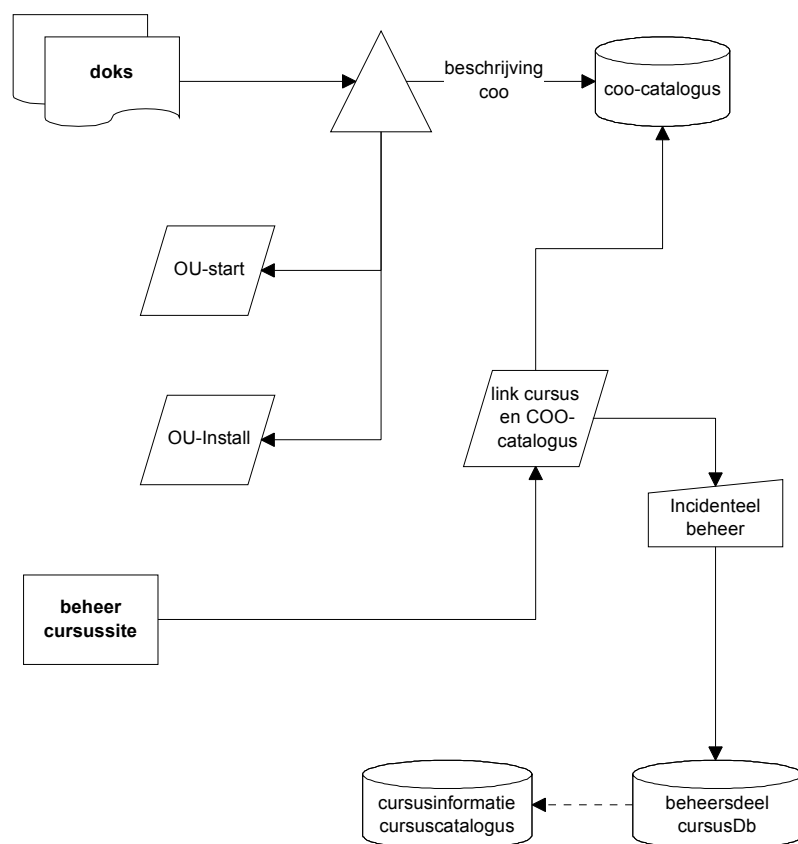 doks
beschrijving
coo
coo-catalogus
OU-start
link cursus
en COO-
catalogus
OU-Install
Incidenteel
beheer
beheer
cursussite
cursusinformatie
cursuscatalogus
beheersdeel
cursusDb